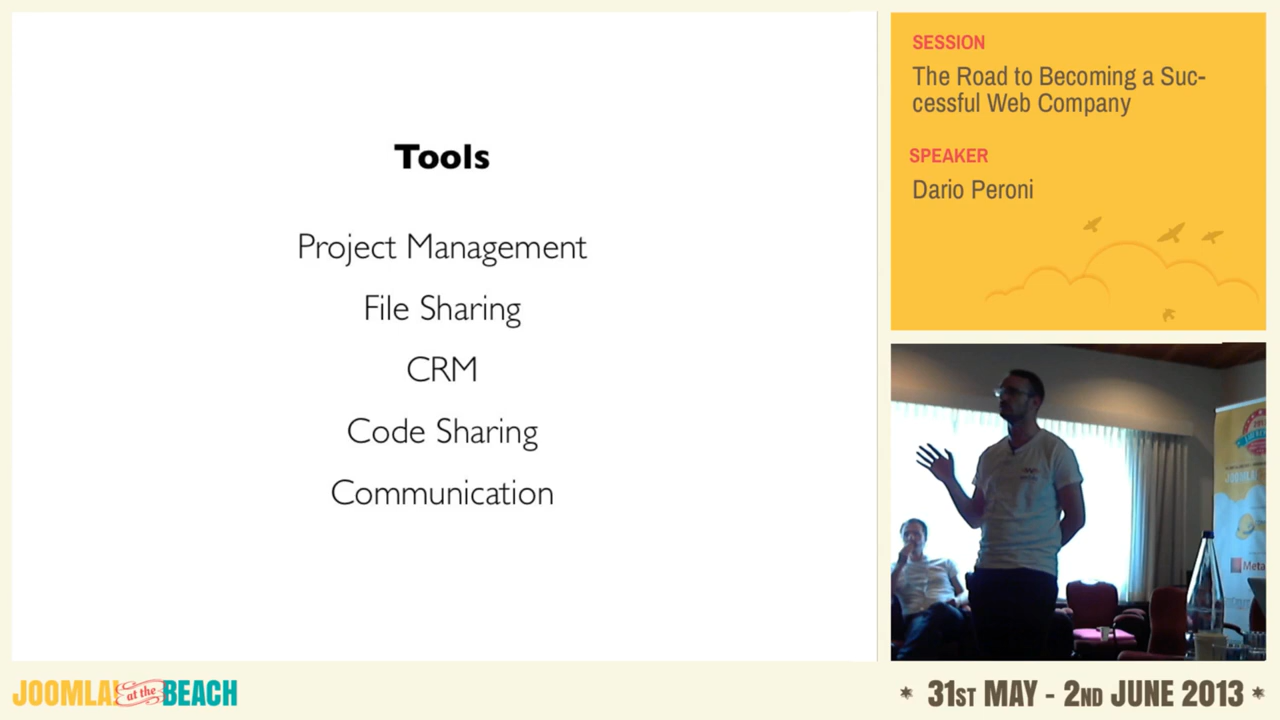 Tools
Project Management
File Sharing
CRM
Code Sharing
Communication
SESSION
The Road to Becoming a Suc-
cessful Web Company
SPEAKER
Dario Peroni
Meta
JOOMLA! at the BEACH
* 31ST MAY - 2ND JUNE 2013 *